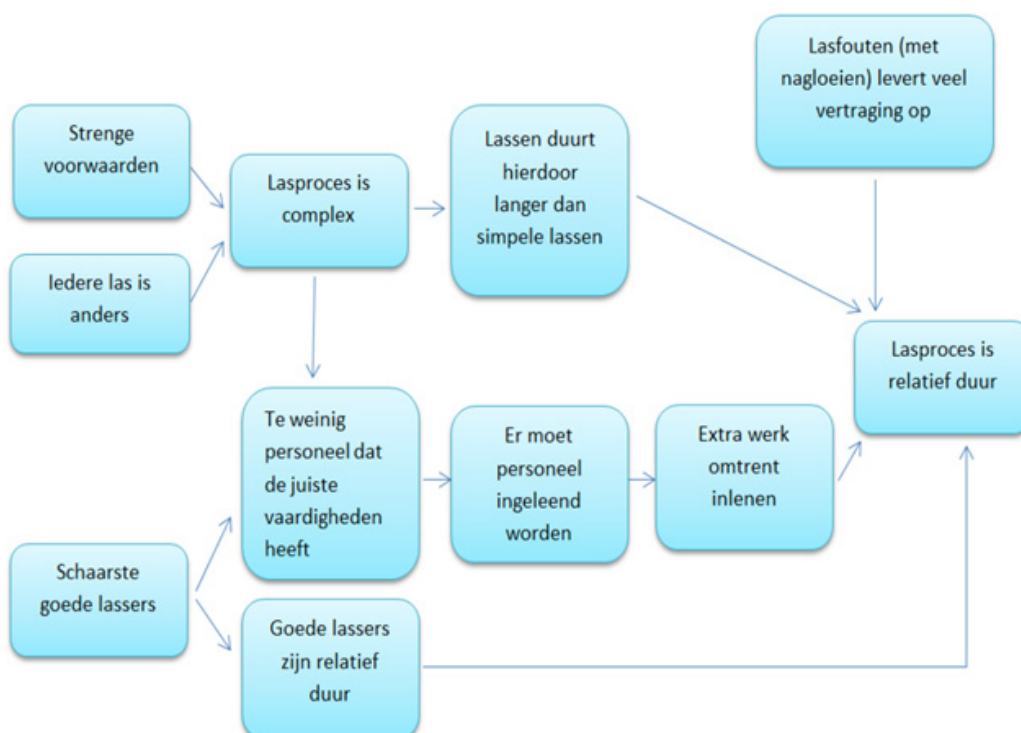 Lasfouten (met
nagloeien) levert veel
vertraging op
Strenge
voorwaarden
Lasproces is
complex
Lassen duurt
hierdoor
langer dan
simpele lassen
Iedere las is
anders
Lasproces is
relatief duur
Te weinig
personeel dat
de juiste
vaardigheden
heeft
Er moet
personeel
ingeleend
worden
Extra werk
omtrent
inlenen
Schaarste
goede lassers
Goede lassers
zijn relatief
duur